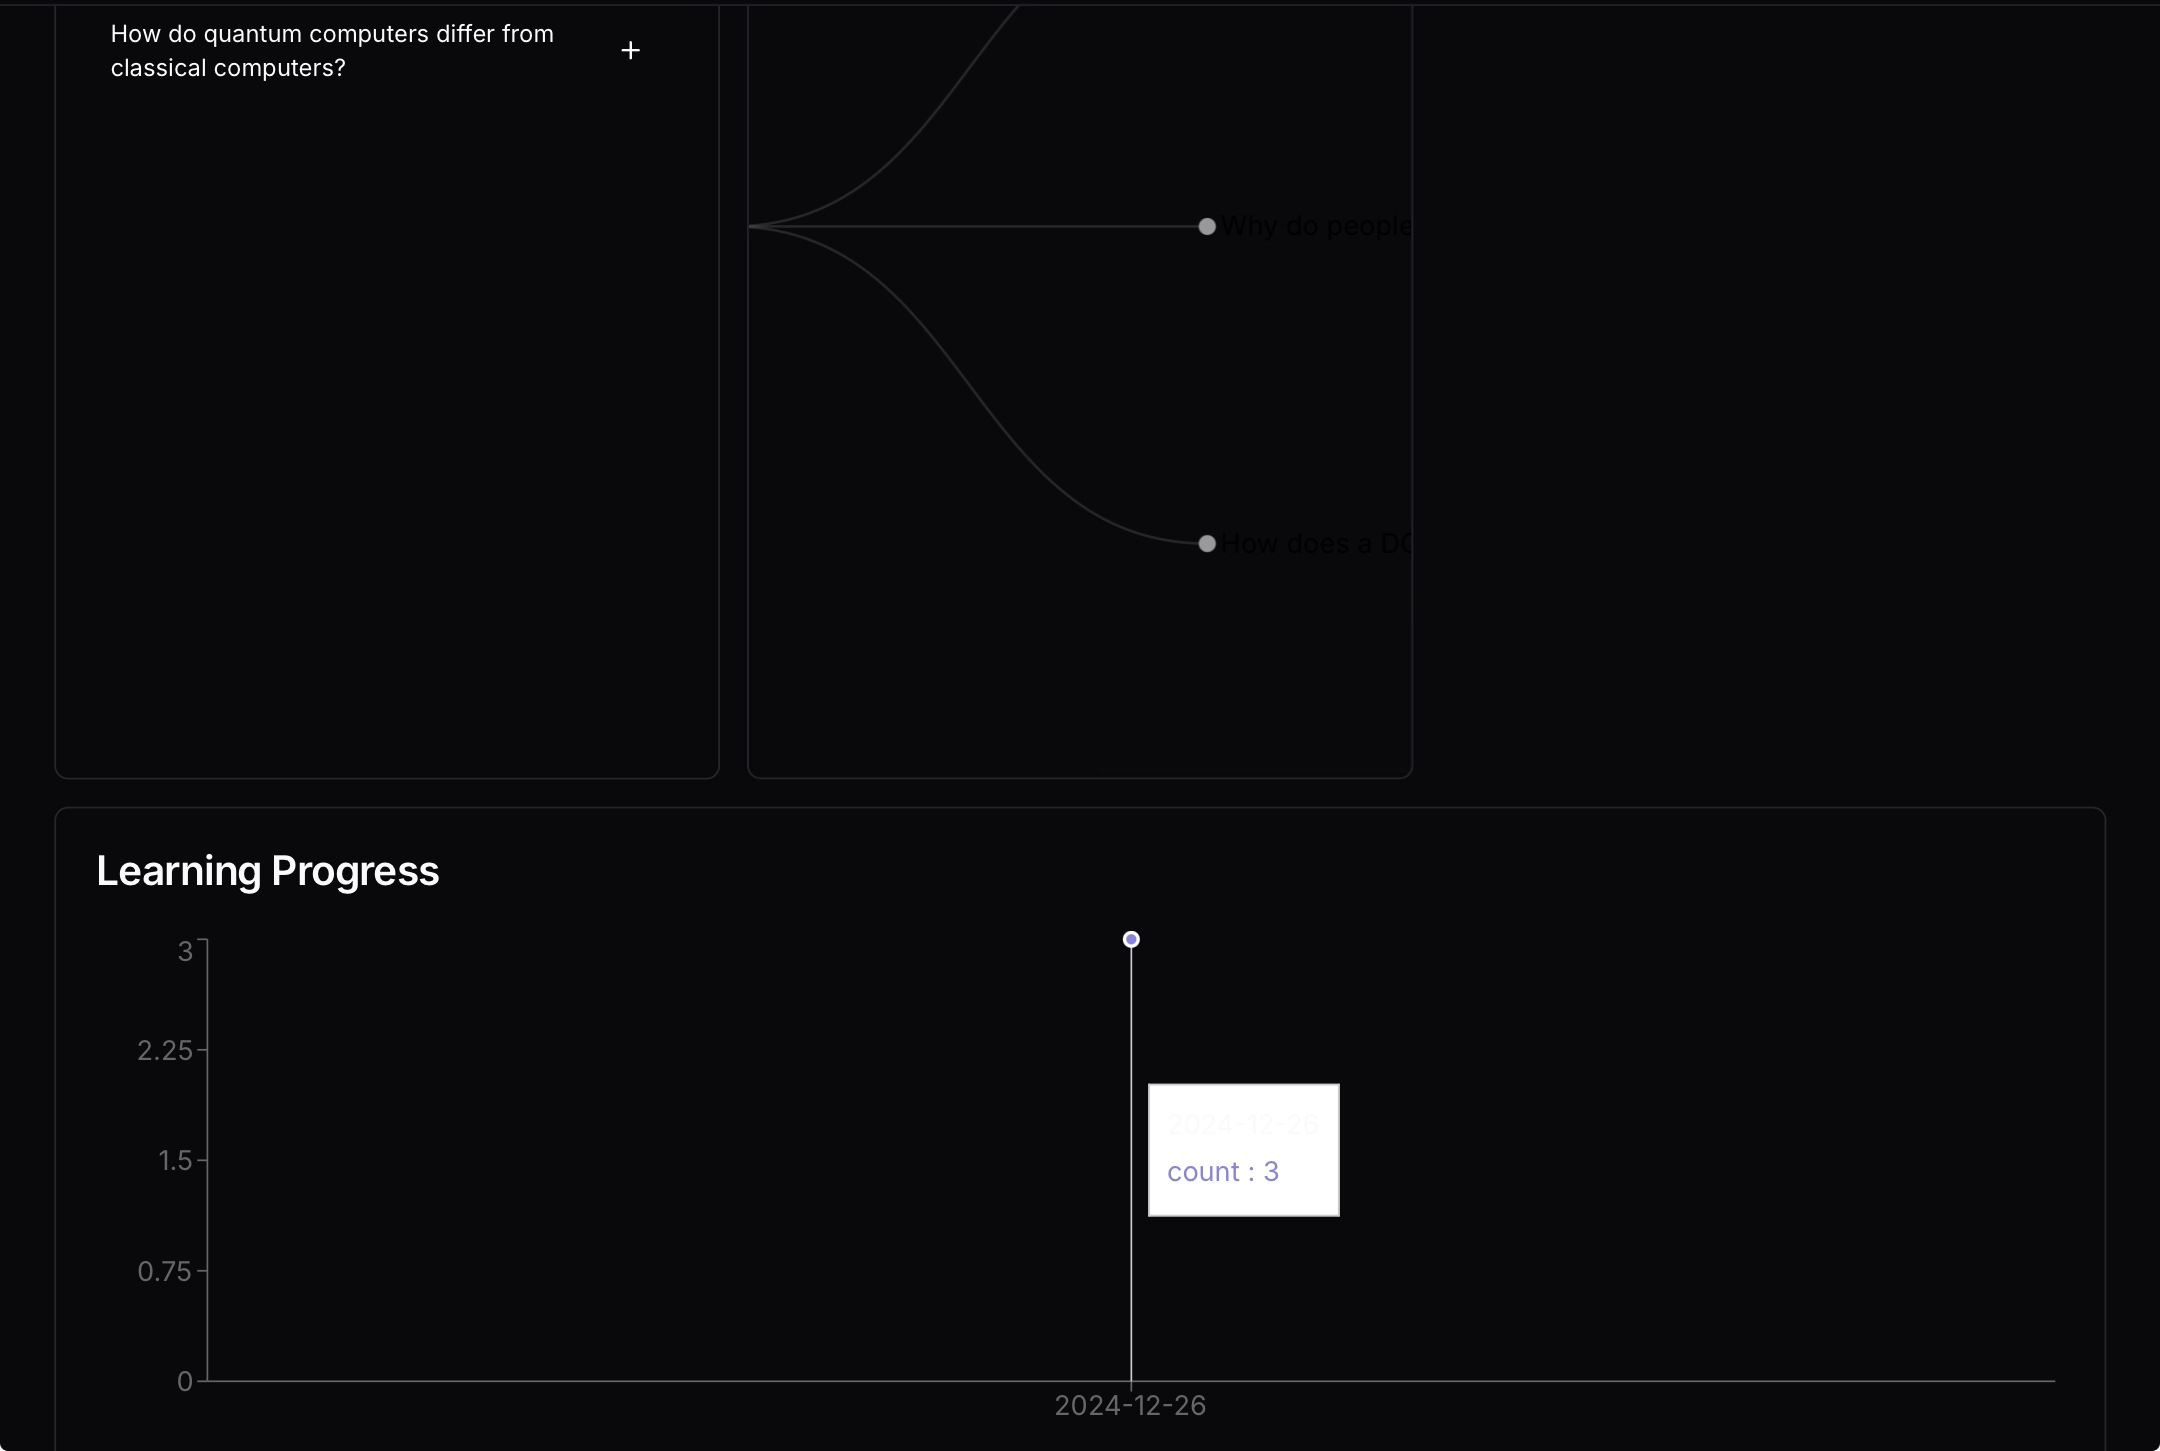 How do quantum computers differ from
classical computers?
Why do people
How does a DC
Learning Progress
3
2.25
1.5
0.75
0
2024-12-26
count : 3
2024-12-26